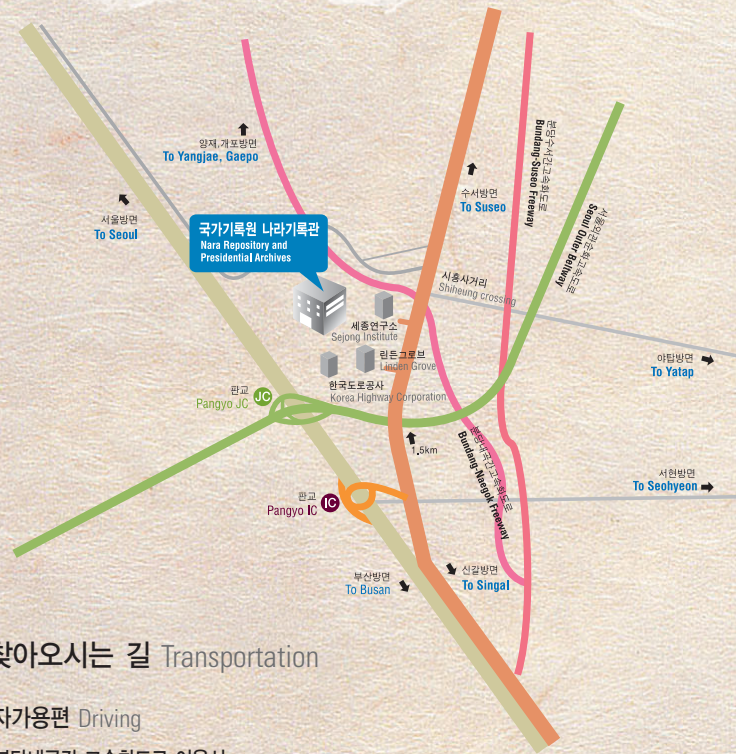 양재,개포방면
To Yangjae, Gaepo
서울방면
To Seoul
국가기록원 나라기록관
Nara Repository and
Presidential Archives
수서방면
To Suseo
분당수서간고속화도로
Bundang-Suseo Freeway
서울외곽순환고속도로
Seoul Outer Beltway
시흥사거리
Shiheung crossing
세종연구소
Sejong Institute
린든그로브
Linden Grove
한국도로공사
Korea Highway Corporation
야탑방면
To Yatap
판교
Pangyo JC JC
1.5km
분당내곡간고속화도로
Bundang-Naegok Freeway
서현방면
To Seohyeon
판교
Pangyo IC IC
부산방면
To Busan
신갈방면
To Singal
찾아오시는 길 Transportation
자가용편 Driving